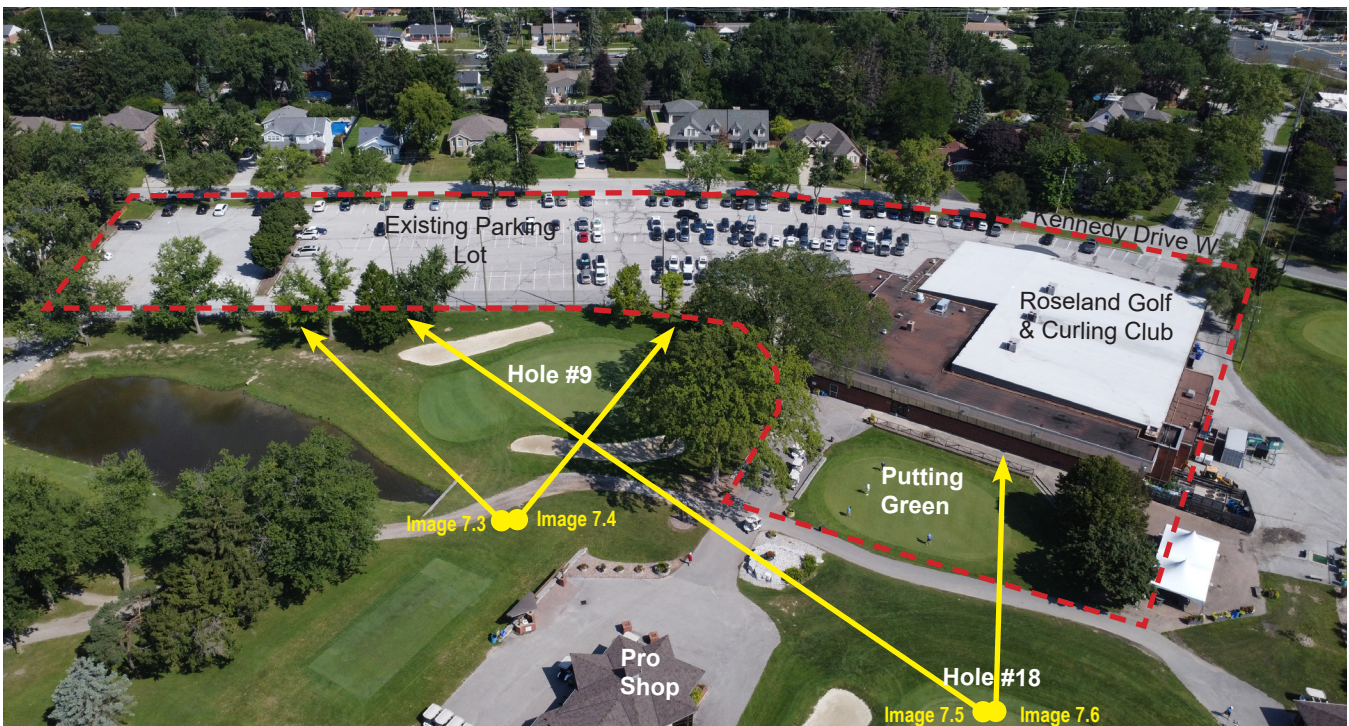 Kennedy Drive W
Existing Parking
Lot
Roseland Golf
& Curling Club
Hole #9
Putting
Green
Image 7.3
Image 7.4
Pro
Shop
Hole #18
Image 7.5
Image 7.6